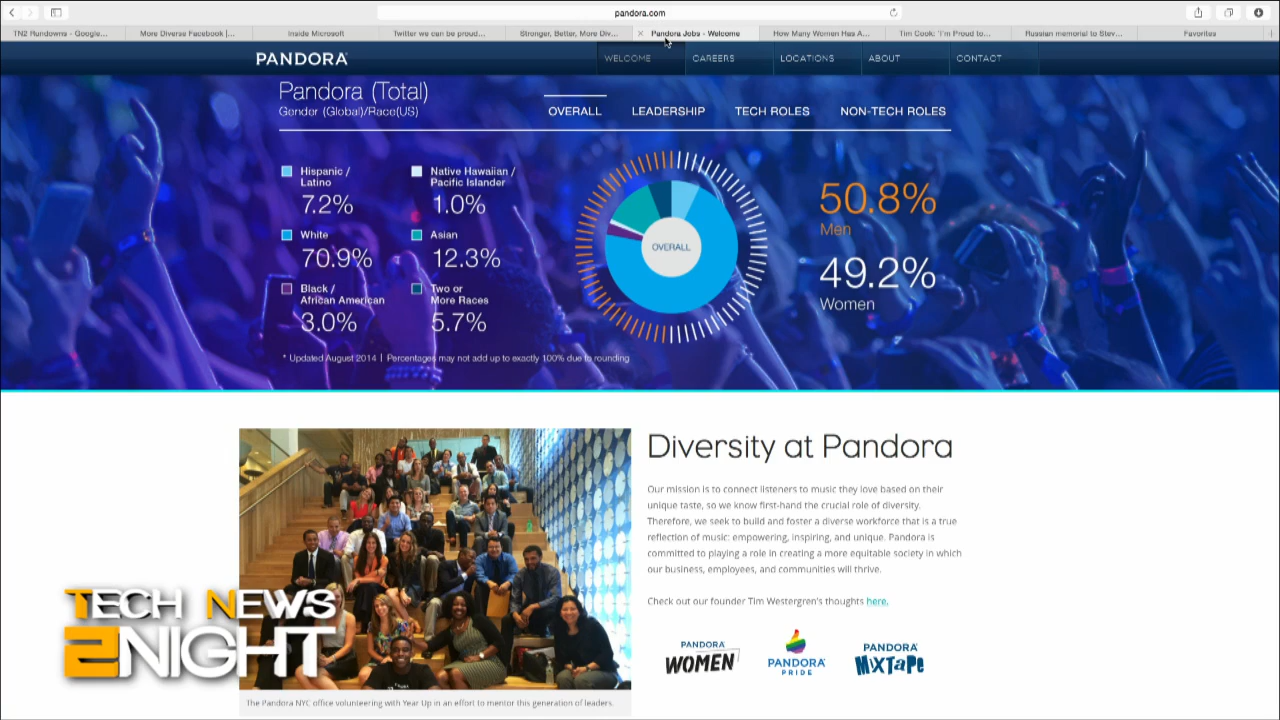 pandora.com
TN2 Rundowns - Google...
More Diverse Facebook |...
Inside Microsoft
Twitter we can be proud...
Stronger, Better, More Div...
Pandora Jobs - Welcome
How Many Women Has A...
Tim Cook: 'I'm Proud to...
Russian memorial to Stev...
Favorites
PANDORA
WELCOME
CAREERS
LOCATIONS
ABOUT
CONTACT
Pandora (Total)
Gender (Global)/Race(US)
OVERALL
LEADERSHIP
TECH ROLES
NON-TECH ROLES
Hispanic /
Latino
7.2%
Native Hawaiian /
Pacific Islander
1.0%
White
70.9%
Asian
12.3%
Black /
African American
3.0%
Two or
More Races
5.7%
OVERALL
50.8%
Men
49.2%
Women
* Updated August 2014 | Percentages may not add up to exactly 100% due to rounding
Diversity at Pandora
Our mission is to connect listeners to music they love based on their
unique taste, so we know first-hand the crucial role of diversity.
Therefore, we seek to build and foster a diverse workforce that is a true
reflection of music: empowering, inspiring, and unique. Pandora is
committed to playing a role in creating a more equitable society in which
our business, employees, and communities will thrive.
Check out our founder Tim Westergren's thoughts here.
PANDORA
WOMEN
PANDORA
PRIDE
PANDORA
MIXTAPE
TECH NEWS
2NIGHT
The Pandora NYC office volunteering with Year Up in an effort to mentor this generation of leaders.